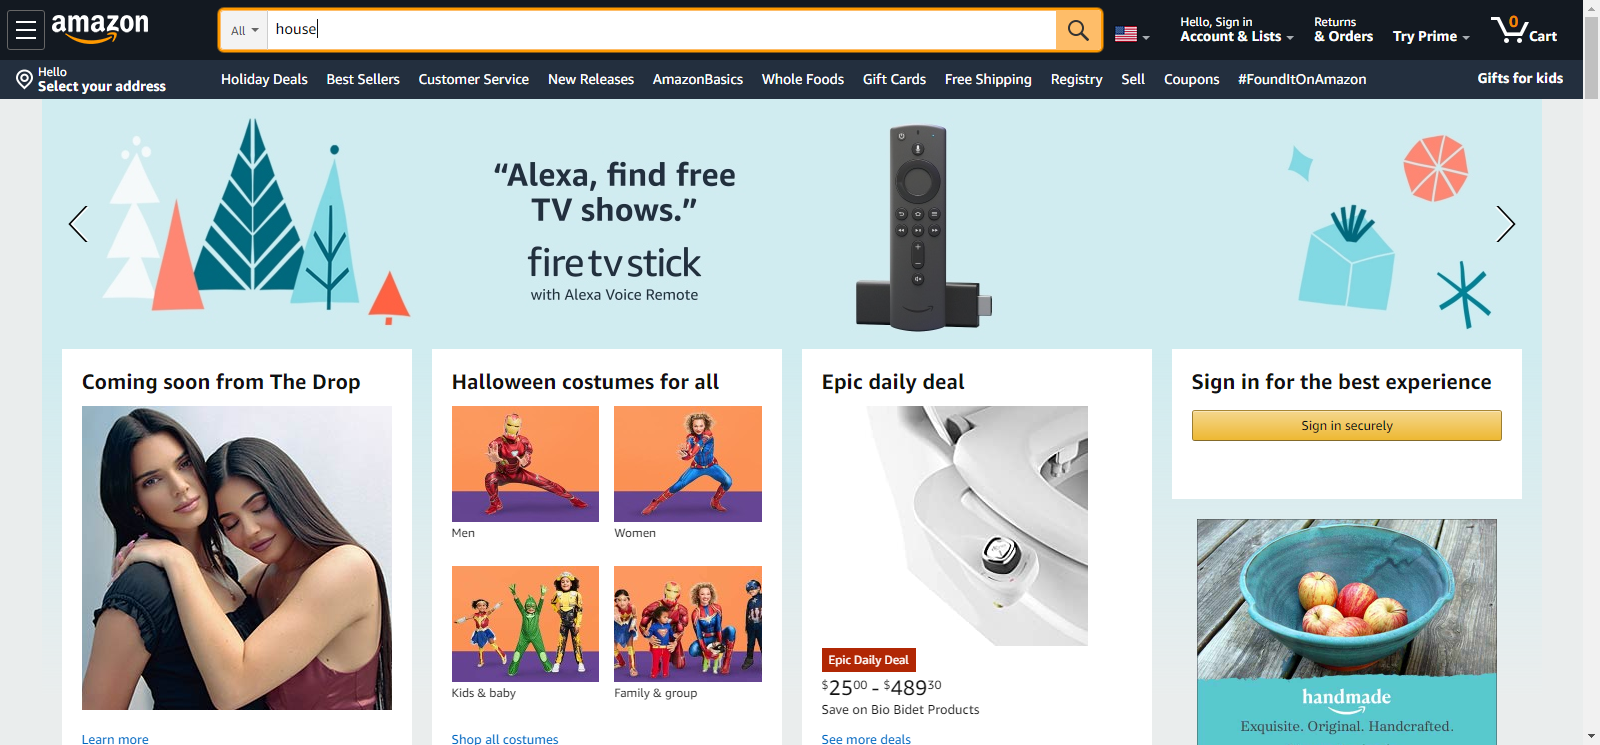 amazon
All
house
Hello, Sign in
Account & Lists
Returns
& Orders
Try Prime
0
Cart
Hello
Select your address
Holiday Deals
Best Sellers
Customer Service
New Releases
AmazonBasics
Whole Foods
Gift Cards
Free Shipping
Registry
Sell
Coupons
#FoundItOnAmazon
Gifts for kids
“Alexa, find free
TV shows.”
fire tv stick
with Alexa Voice Remote
Coming soon from The Drop
Learn more
Halloween costumes for all
Men
Women
Kids & baby
Family & group
Shop all costumes
Epic daily deal
Epic Daily Deal
$2500 - $48930
Save on Bio Bidet Products
See more deals
Sign in for the best experience
Sign in securely
handmade
Exquisite. Original. Handcrafted.